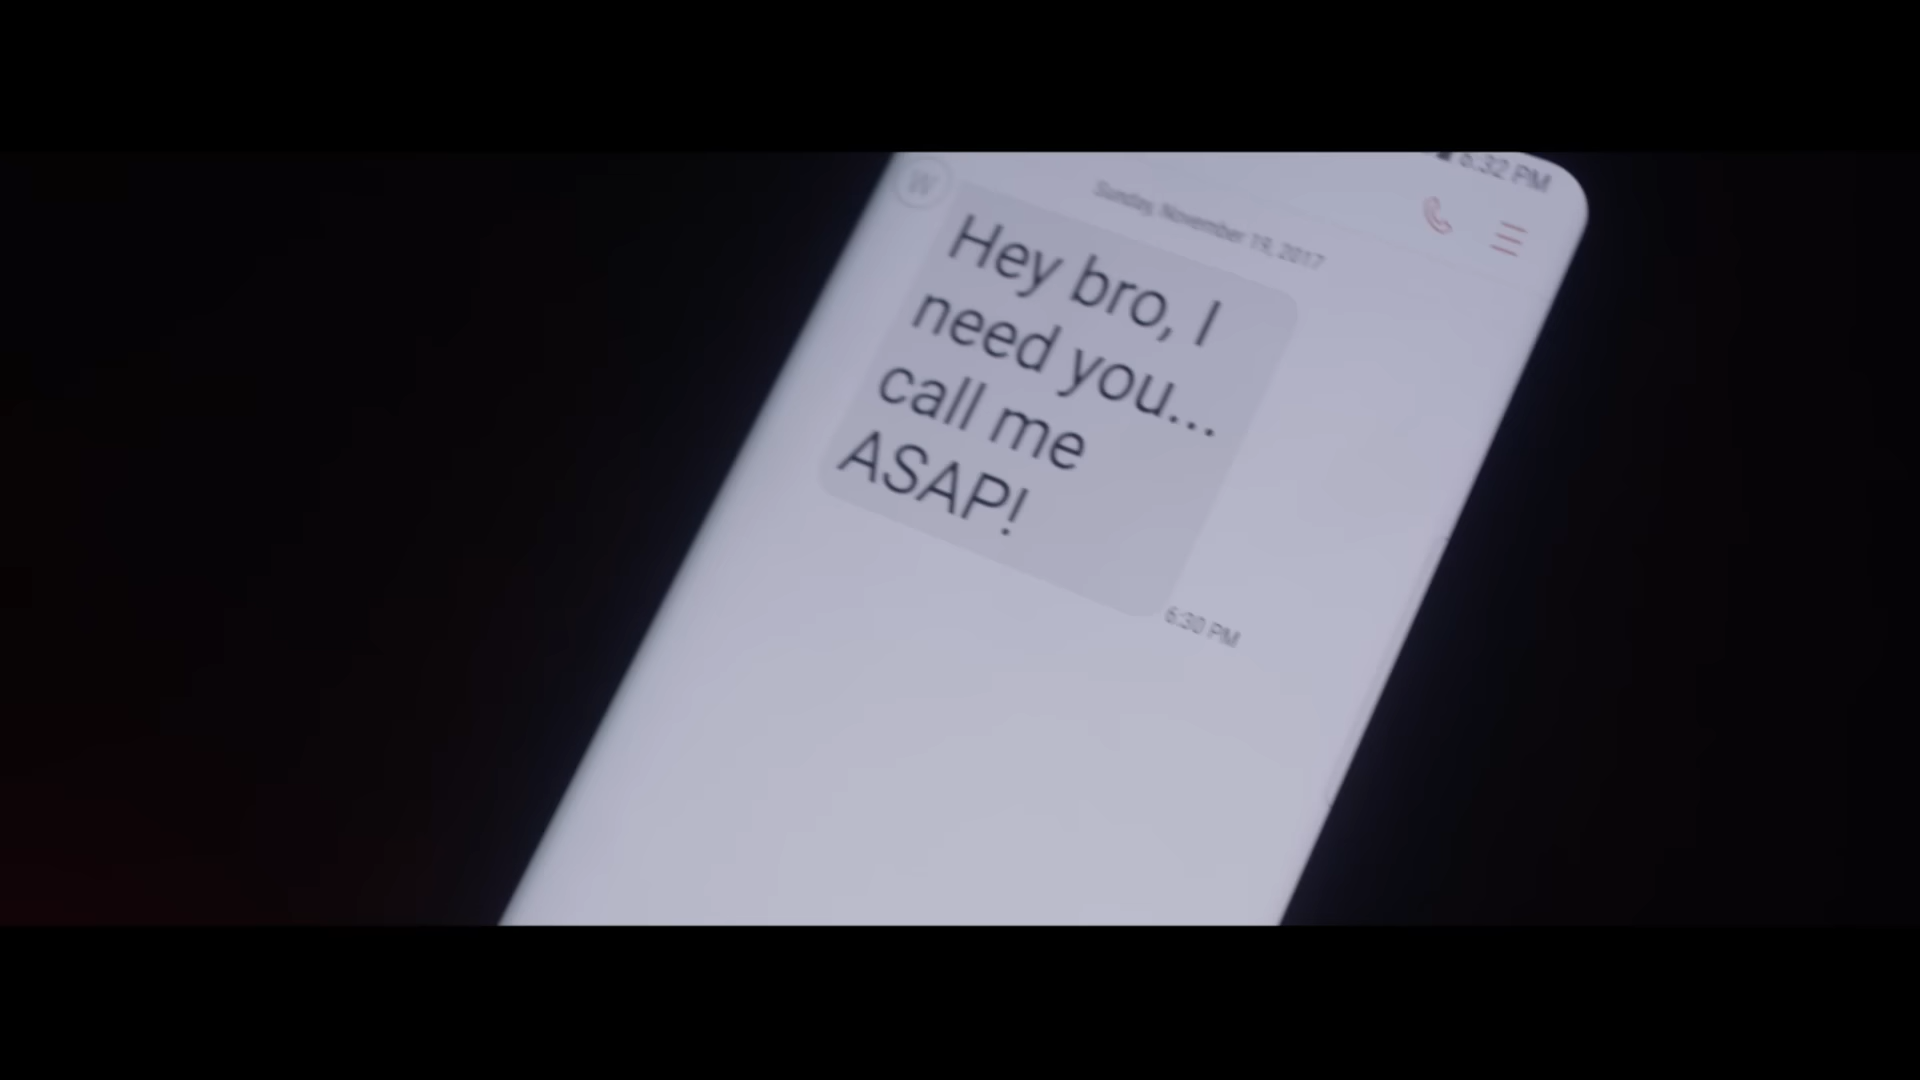 6:32 PM
Sunday, November 19, 2017
W
Hey bro, I
need you...
call me
ASAP!
6:30 PM